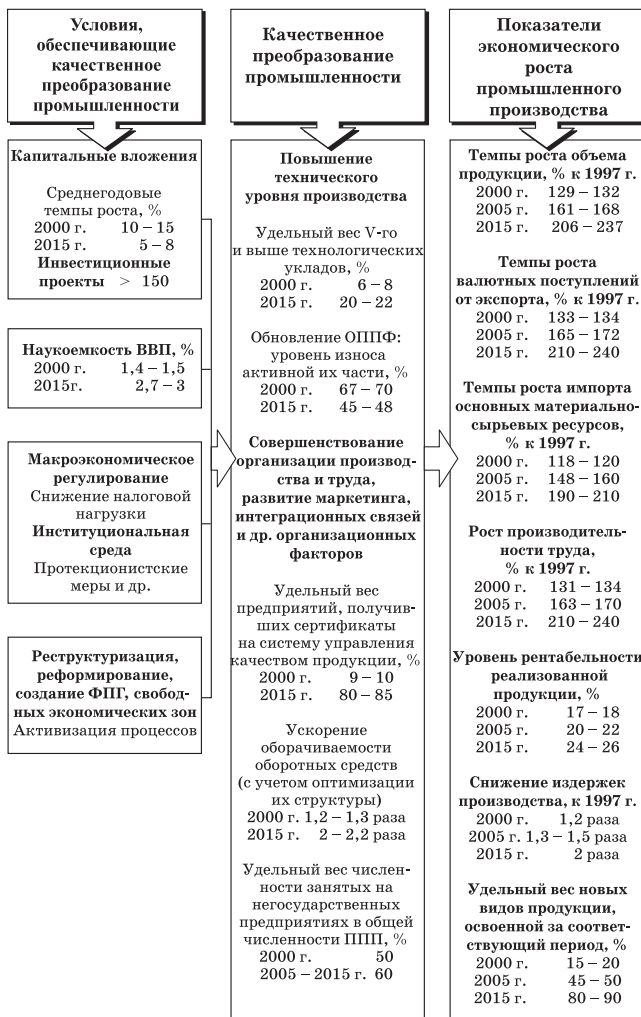 Условия,
обеспечивающие
качественное
преобразование
промышленности
Капитальные вложения
Среднегодовые
темпы роста, %
2000 г. 10 – 15
2015 г. 5 – 8
Инвестиционные
проекты > 150
Наукоемкость ВВП, %
2000 г. 1,4 – 1,5
2015г. 2,7 – 3
Макроэкономическое
регулирование
Снижение налоговой
нагрузки
Институциональная
среда
Протекционистские
меры и др.
Реструктуризация,
реформирование,
создание ФПГ, свобод-
ных экономических зон
Активизация процессов
Качественное
преобразование
промышленности
Повышение
технического
уровня производства
Удельный вес V-го
и выше технологических
укладов, %
2000 г. 6 – 8
2015 г. 20 – 22
Обновление ОППФ:
уровень износа
активной их части, %
2000 г. 67 – 70
2015 г. 45 – 48
Совершенствование
организации производ-
ства и труда,
развитие маркетинга,
интеграционных связей
и др. организационных
факторов
Удельный вес
предприятий, получив-
ших сертификаты
на систему управления
качеством продукции, %
2000 г. 9 – 10
2015 г. 80 – 85
Ускорение
оборачиваемости
оборотных средств
(с учетом оптимизации
их структуры)
2000 г. 1,2 – 1,3 раза
2015 г. 2 – 2,2 раза
Удельный вес числен-
ности занятых на
негосударственных
предприятиях в общей
численности ППП, %
2000 г. 50
2005 – 2015 г. 60
Показатели
экономического
роста
промышленного
производства
Темпы роста объема
продукции, % к 1997 г.
2000 г. 129 – 132
2005 г. 161 – 168
2015 г. 206 – 237
Темпы роста
валютных поступлений
от экспорта, % к 1997 г.
2000 г. 133 – 134
2005 г. 165 – 172
2015 г. 210 – 240
Темпы роста импорта
основных материально-
сырьевых ресурсов,
% к 1997 г.
2000 г. 118 – 120
2005 г. 148 – 160
2015 г. 190 – 210
Рост производитель-
ности труда,
% к 1997 г.
2000 г. 131 – 134
2005 г. 163 – 170
2015 г. 210 – 240
Уровень рентабельности
реализованной
продукции, %
2000 г. 17 – 18
2005 г. 20 – 22
2015 г. 24 – 26
Снижение издержек
производства, к 1997 г.
2000 г. 1,2 раза
2005 г. 1,3 – 1,5 раза
2015 г. 2 раза
Удельный вес новых
видов продукции,
освоенной за соответ-
ствующий период, %
2000 г. 15 – 20
2005 г. 45 – 50
2015 г. 80 – 90